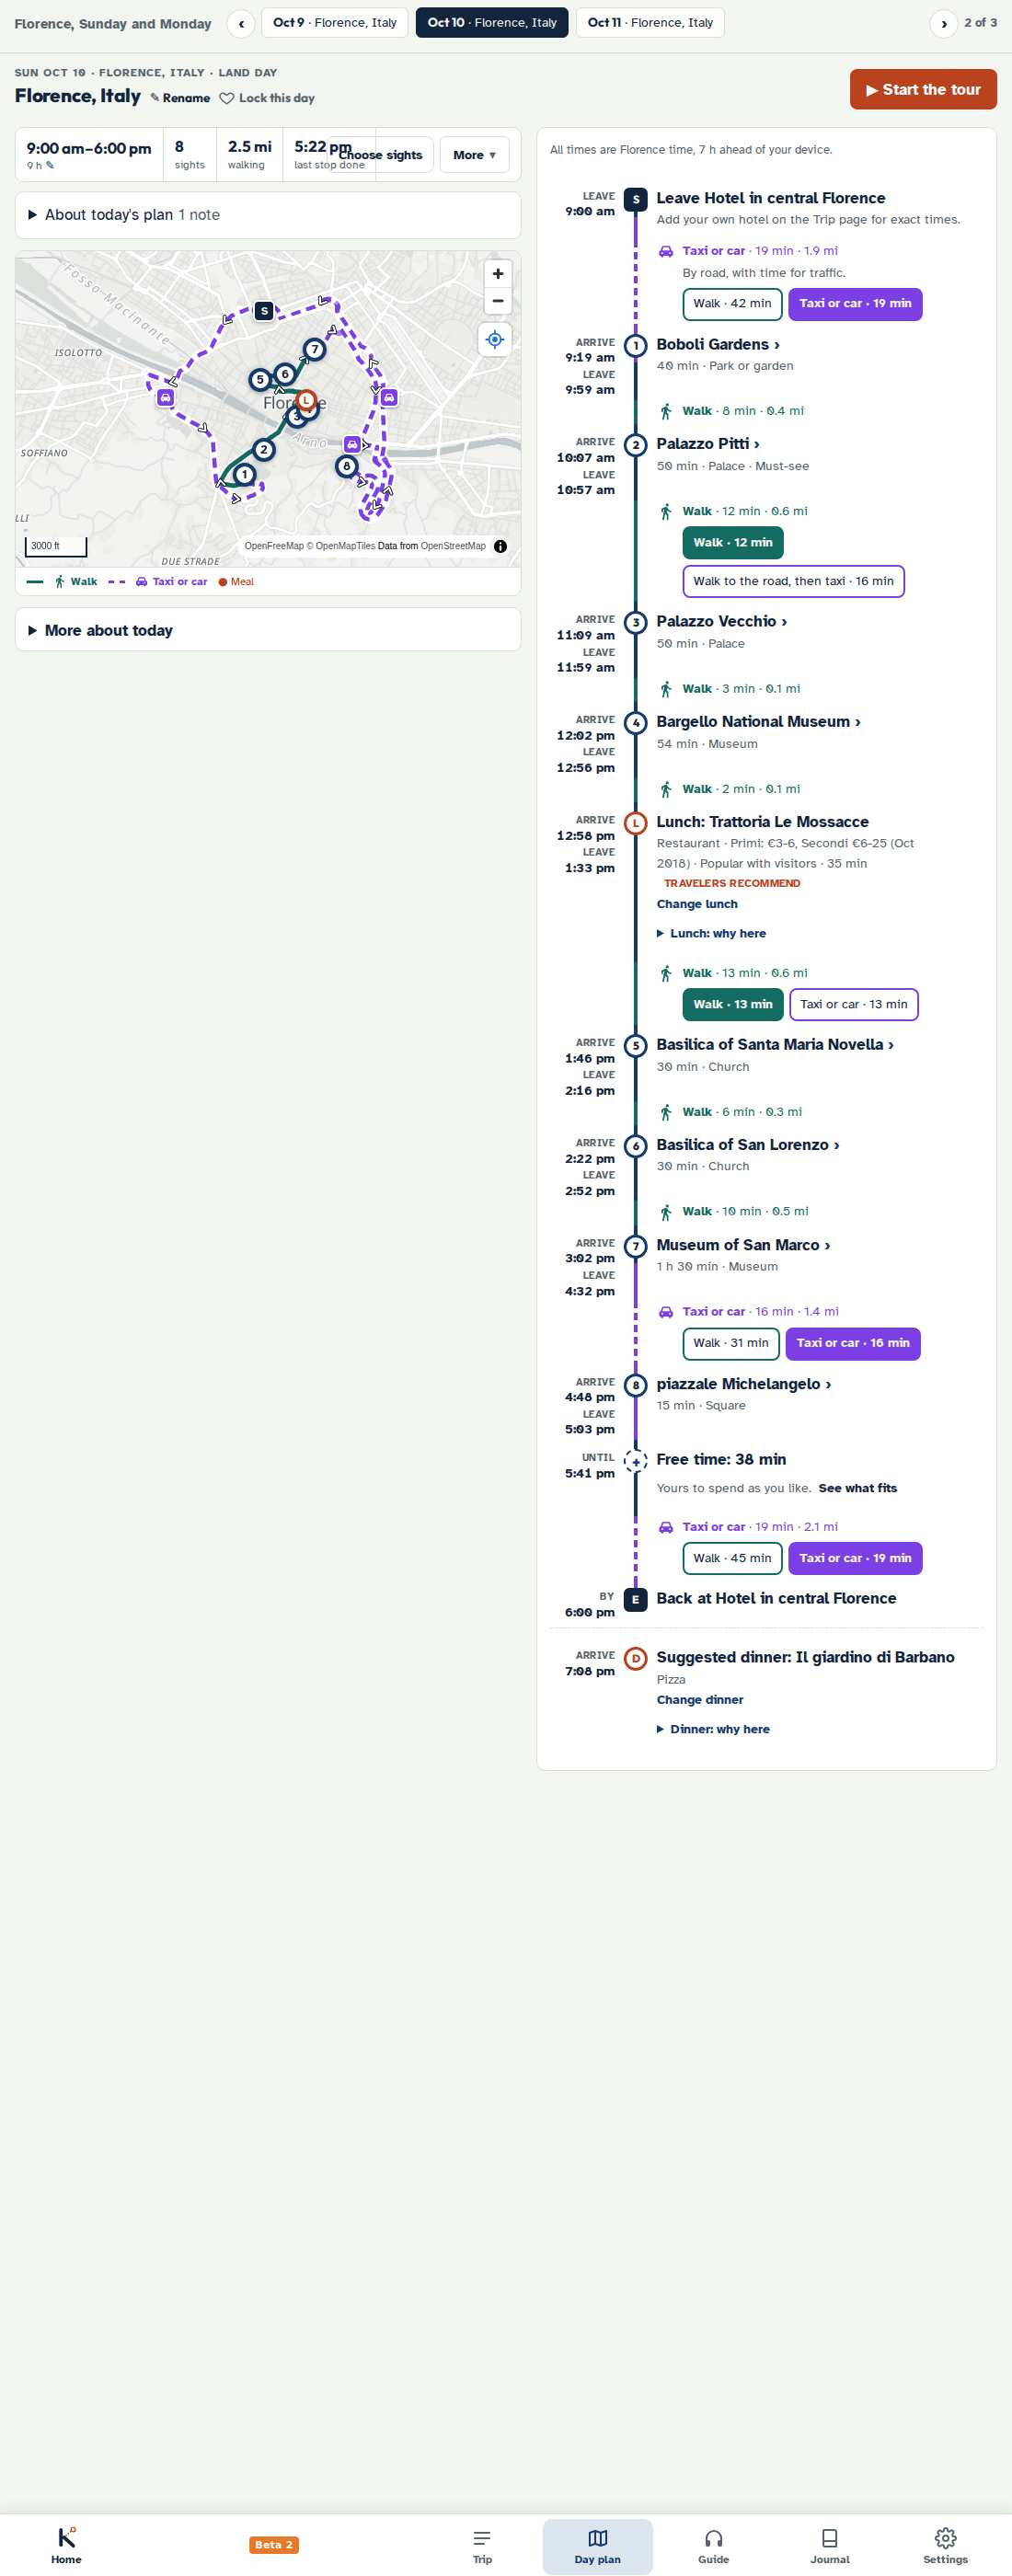 Florence, Sunday and Monday
‹
Oct 9 · Florence, Italy
Oct 10 · Florence, Italy
Oct 11 · Florence, Italy
›
2 of 3
SUN OCT 10 · FLORENCE, ITALY · LAND DAY
Florence, Italy
✎ Rename
Lock this day
▶ Start the tour
9:00 am–6:00 pm
9 h ✎
8
sights
2.5 mi
walking
5:22 pm
last stop done
Choose sights
More ▾
▶ About today's plan 1 note
Fosso Macinante
ISOLOTTO
SOFFIANO
LLI
DUE STRADE
Arno
S
7
5
6
L
3
2
1
8
+
−
3000 ft
OpenFreeMap © OpenMapTiles Data from OpenStreetMap
Walk
Taxi or car
Meal
▶ More about today
All times are Florence time, 7 h ahead of your device.
LEAVE
9:00 am
S
Leave Hotel in central Florence
Add your own hotel on the Trip page for exact times.
Taxi or car · 19 min · 1.9 mi
By road, with time for traffic.
Walk · 42 min
Taxi or car · 19 min
ARRIVE
9:19 am
LEAVE
9:59 am
1
Boboli Gardens ›
40 min · Park or garden
Walk · 8 min · 0.4 mi
ARRIVE
10:07 am
LEAVE
10:57 am
2
Palazzo Pitti ›
50 min · Palace · Must-see
Walk · 12 min · 0.6 mi
Walk · 12 min
Walk to the road, then taxi · 16 min
ARRIVE
11:09 am
LEAVE
11:59 am
3
Palazzo Vecchio ›
50 min · Palace
Walk · 3 min · 0.1 mi
ARRIVE
12:02 pm
LEAVE
12:56 pm
4
Bargello National Museum ›
54 min · Museum
Walk · 2 min · 0.1 mi
ARRIVE
12:58 pm
LEAVE
1:33 pm
L
Lunch: Trattoria Le Mossacce
Restaurant · Primi: €3-6, Secondi €6-25 (Oct
2018) · Popular with visitors · 35 min
TRAVELERS RECOMMEND
Change lunch
▶ Lunch: why here
Walk · 13 min · 0.6 mi
Walk · 13 min
Taxi or car · 13 min
ARRIVE
1:46 pm
LEAVE
2:16 pm
5
Basilica of Santa Maria Novella ›
30 min · Church
Walk · 6 min · 0.3 mi
ARRIVE
2:22 pm
LEAVE
2:52 pm
6
Basilica of San Lorenzo ›
30 min · Church
Walk · 10 min · 0.5 mi
ARRIVE
3:02 pm
LEAVE
4:32 pm
7
Museum of San Marco ›
1 h 30 min · Museum
Taxi or car · 16 min · 1.4 mi
Walk · 31 min
Taxi or car · 16 min
ARRIVE
4:48 pm
LEAVE
5:03 pm
8
piazzale Michelangelo ›
15 min · Square
UNTIL
5:41 pm
+
Free time: 38 min
Yours to spend as you like. See what fits
Taxi or car · 19 min · 2.1 mi
Walk · 45 min
Taxi or car · 19 min
BY
6:00 pm
E
Back at Hotel in central Florence
ARRIVE
7:08 pm
D
Suggested dinner: Il giardino di Barbano
Pizza
Change dinner
▶ Dinner: why here
Home
Beta 2
Trip
Day plan
Guide
Journal
Settings